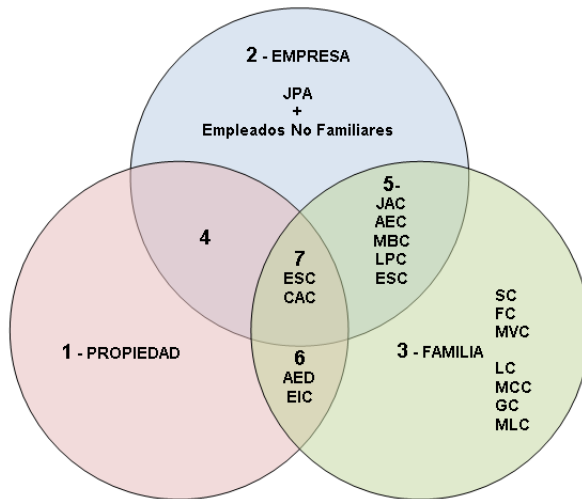 2 - EMPRESA
JPA
+
Empleados No Familiares
5-
JAC
AEC
MBC
LPC
ESC
4
7
ESC
CAC
1 - PROPIEDAD
6
AED
EIC
3 - FAMILIA
SC
FC
MVC
LC
MCC
GC
MLC